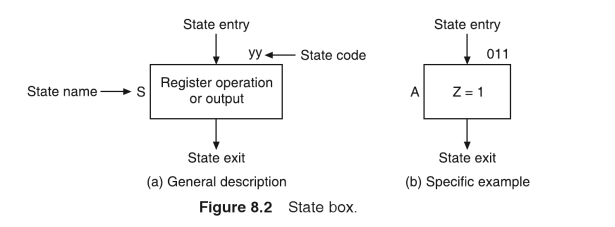 State entry
yy
State code
State name
S
Register operation
or output
State exit
(a) General description
State entry
011
A
Z = 1
State exit
(b) Specific example
Figure 8.2 State box.